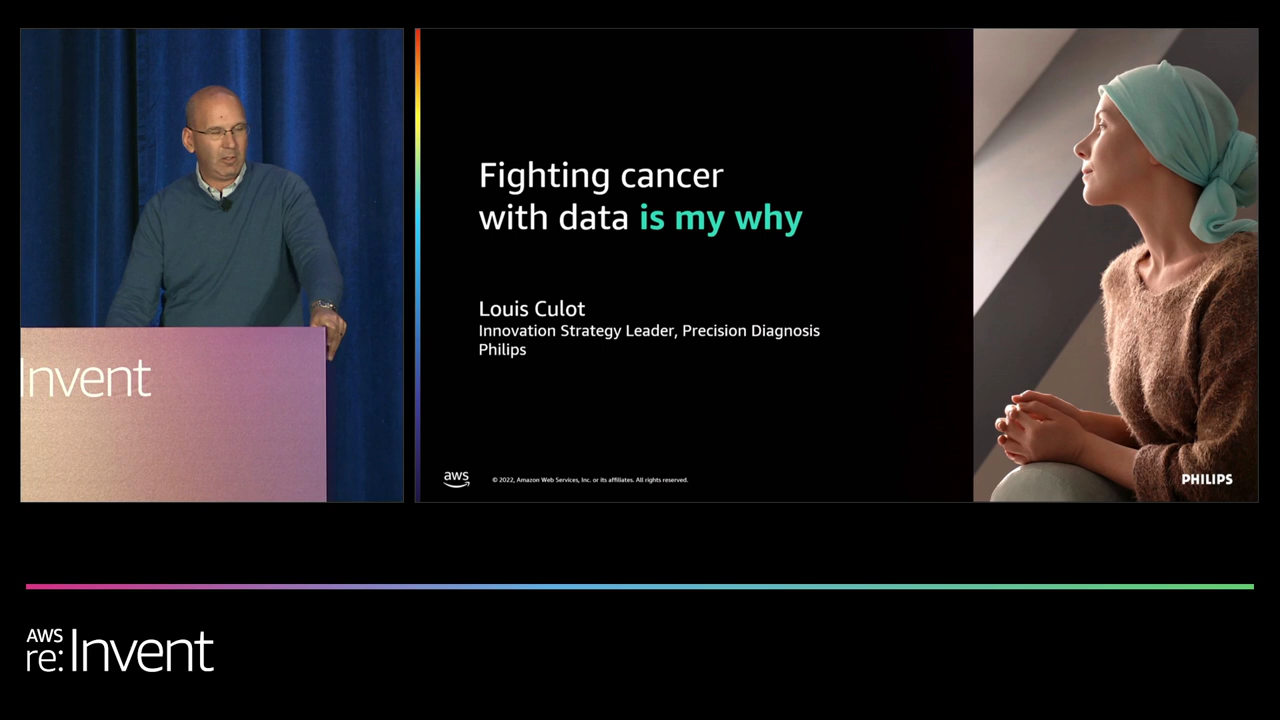 Invent
Fighting cancer
with data is my why
Louis Culot
Innovation Strategy Leader, Precision Diagnosis
Philips
aws
© 2022, Amazon Web Services, Inc. or its affiliates. All rights reserved.
PHILIPS
AWS
re:Invent